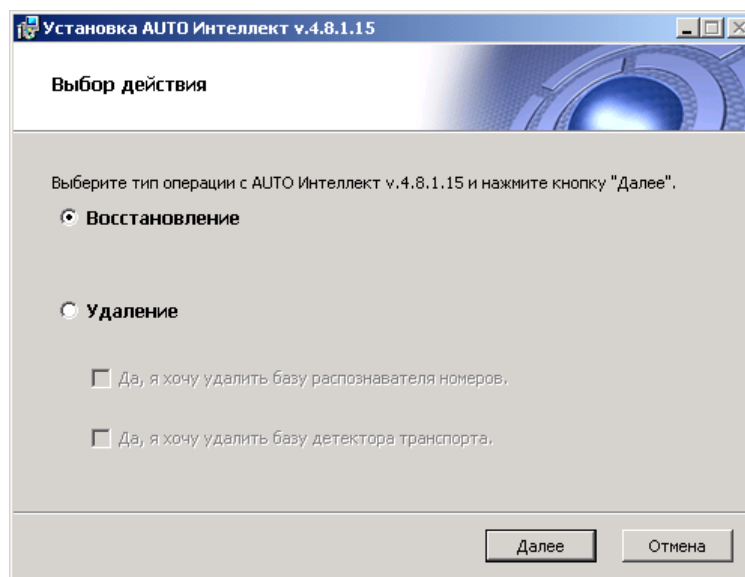 Установка AUTO Интеллект v.4.8.1.15
Выбор действия
Выберите тип операции с AUTO Интеллект v.4.8.1.15 и нажмите кнопку "Далее".
Восстановление
Удаление
Да, я хочу удалить базу распознавателя номеров.
Да, я хочу удалить базу детектора транспорта.
Далее Отмена